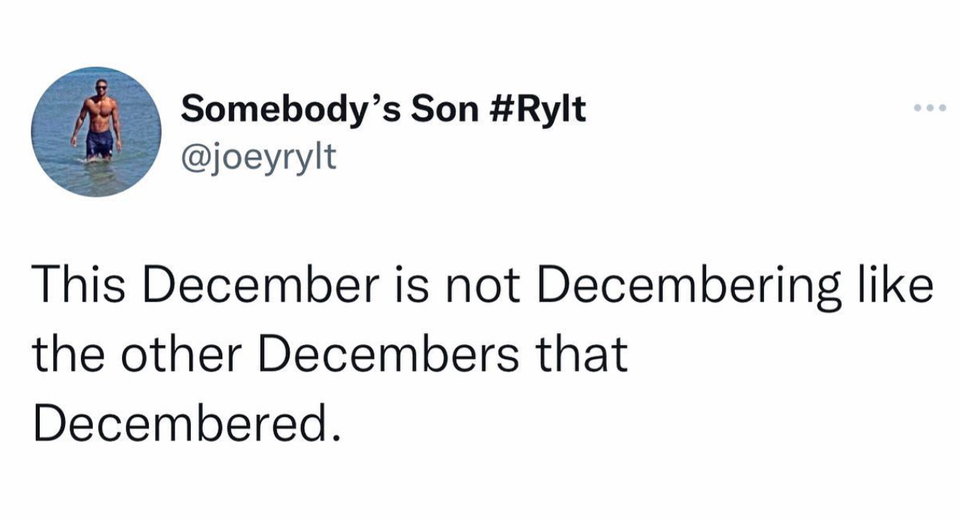 Somebody’s Son #Rylt
@joeyrylt
This December is not Decembering like
the other Decembers that
Decembered.